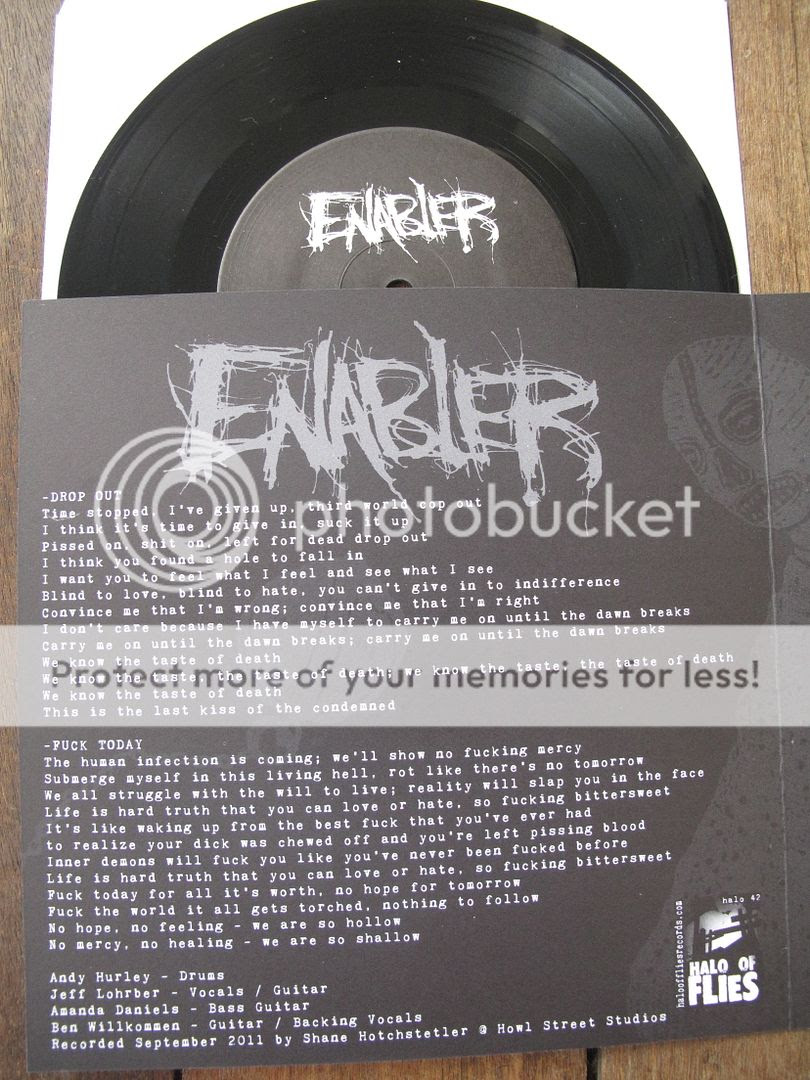 ENABLER
ENABLER
-DROP OUT
Time stopped, I've given up, third world cop out
I think it's time to give in, suck it up
Pissed on, shit on, left for dead drop out
I think you found a hole to fall in
I want you to feel what I feel and see what I see
Blind to love, blind to hate, you can't give in to indifference
Convince me that I'm wrong; convince me that I'm right
I don't care because I have myself to carry me on until the dawn breaks
Carry me on until the dawn breaks; carry me on until the dawn breaks
We know the taste of death
We know the taste, the taste of death; we know the taste, the taste of death
We know the taste of death
This is the last kiss of the condemned
-FUCK TODAY
The human infection is coming; we'll show no fucking mercy
Submerge myself in this living hell, rot like there's no tomorrow
We all struggle with the will to live; reality will slap you in the face
Life is hard truth that you can love or hate, so fucking bittersweet
It's like waking up from the best fuck that you've ever had
to realize your dick was chewed off and you're left pissing blood
Inner demons will fuck you like you've never been fucked before
Life is hard truth that you can love or hate, so fucking bittersweet
Fuck today for all it's worth, no hope for tomorrow
Fuck the world it all gets torched, nothing to follow
No hope, no feeling - we are so hollow
No mercy, no healing - we are so shallow
Andy Hurley - Drums
Jeff Lohrber - Vocals / Guitar
Amanda Daniels - Bass Guitar
Ben Willkommen - Guitar / Backing Vocals
Recorded September 2011 by Shane Hotchstetler @ Howl Street Studios
halo 42
haloofffliesrecords.com
HALO OF
FLIES
photobucket
Protect more of your memories for less!